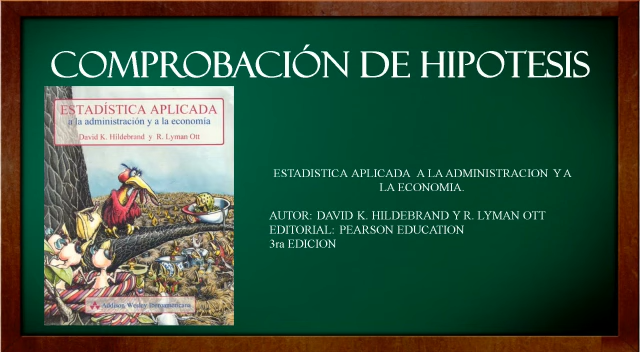 COMPROBACIÓN DE HIPOTESIS
ESTADÍSTICA APLICADA
a la administración y a la economía
David K. Hildebrand y R. Lyman Ott
Addison Wesley Iberoamericana
ESTADISTICA APLICADA A LA ADMINISTRACION Y A
LA ECONOMIA.
AUTOR: DAVID K. HILDEBRAND Y R. LYMAN OTT
EDITORIAL: PEARSON EDUCATION
3ra EDICION